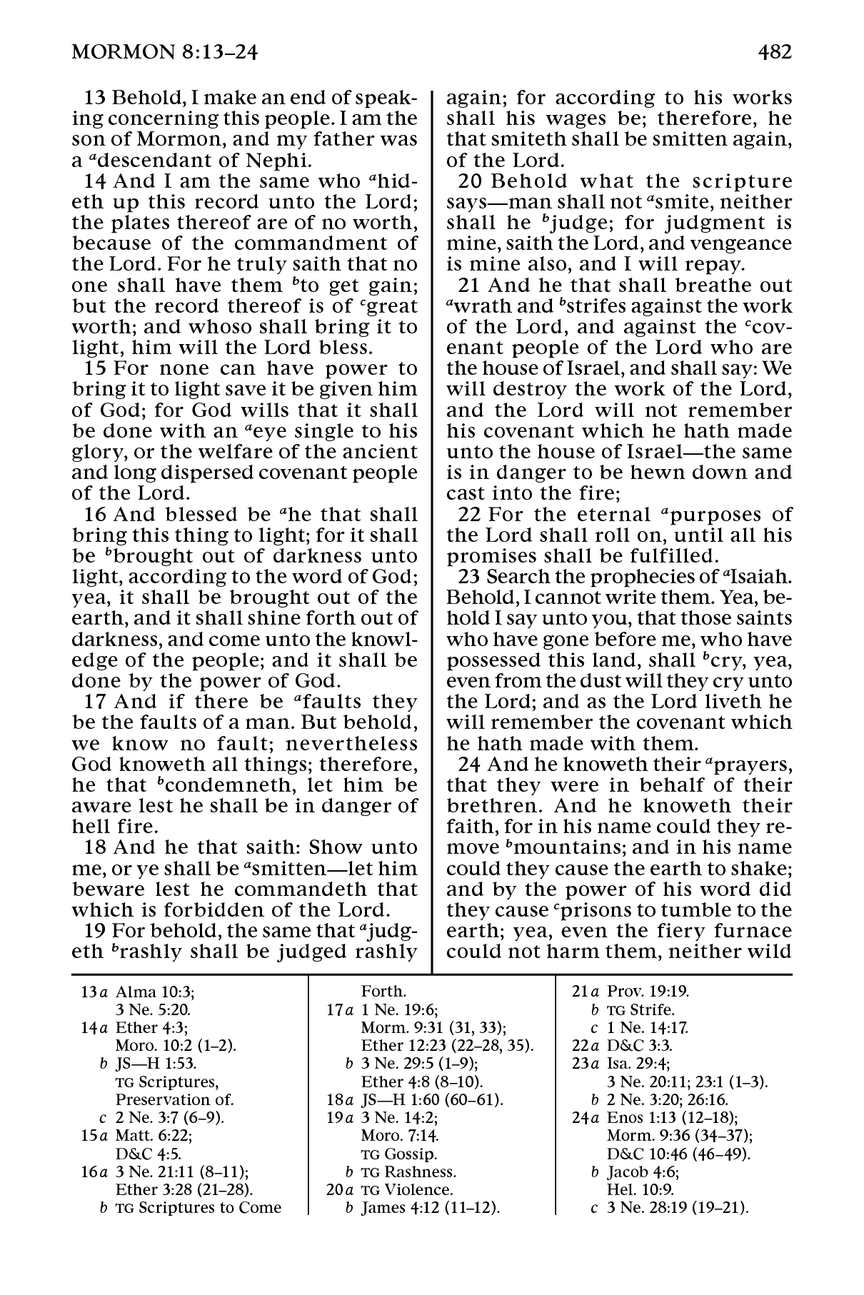 MORMON 8:13–24
482
13 Behold, I make an end of speak-
ing concerning this people. I am the
son of Mormon, and my father was
a adescendant of Nephi.
14 And I am the same who ahid-
eth up this record unto the Lord;
the plates thereof are of no worth,
because of the commandment of
the Lord. For he truly saith that no
one shall have them bto get gain;
but the record thereof is of cgreat
worth; and whoso shall bring it to
light, him will the Lord bless.
15 For none can have power to
bring it to light save it be given him
of God; for God wills that it shall
be done with an aeye single to his
glory, or the welfare of the ancient
and long dispersed covenant people
of the Lord.
16 And blessed be ahe that shall
bring this thing to light; for it shall
be bbrought out of darkness unto
light, according to the word of God;
yea, it shall be brought out of the
earth, and it shall shine forth out of
darkness, and come unto the knowl-
edge of the people; and it shall be
done by the power of God.
17 And if there be afaults they
be the faults of a man. But behold,
we know no fault; nevertheless
God knoweth all things; therefore,
he that bcondemneth, let him be
aware lest he shall be in danger of
hell fire.
18 And he that saith: Show unto
me, or ye shall be asmitten—let him
beware lest he commandeth that
which is forbidden of the Lord.
19 For behold, the same that ajudg-
eth brashly shall be judged rashly
again; for according to his works
shall his wages be; therefore, he
that smiteth shall be smitten again,
of the Lord.
20 Behold what the scripture
says—man shall not asmite, neither
shall he bjudge; for judgment is
mine, saith the Lord, and vengeance
is mine also, and I will repay.
21 And he that shall breathe out
awrath and bstrifes against the work
of the Lord, and against the ccov-
enant people of the Lord who are
the house of Israel, and shall say: We
will destroy the work of the Lord,
and the Lord will not remember
his covenant which he hath made
unto the house of Israel—the same
is in danger to be hewn down and
cast into the fire;
22 For the eternal apurposes of
the Lord shall roll on, until all his
promises shall be fulfilled.
23 Search the prophecies of aIsaiah.
Behold, I cannot write them. Yea, be-
hold I say unto you, that those saints
who have gone before me, who have
possessed this land, shall bcry, yea,
even from the dust will they cry unto
the Lord; and as the Lord liveth he
will remember the covenant which
he hath made with them.
24 And he knoweth their aprayers,
that they were in behalf of their
brethren. And he knoweth their
faith, for in his name could they re-
move bmountains; and in his name
could they cause the earth to shake;
and by the power of his word did
they cause cprisons to tumble to the
earth; yea, even the fiery furnace
could not harm them, neither wild
13a Alma 10:3;
3 Ne. 5:20.
14a Ether 4:3;
Moro. 10:2 (1–2).
b JS—H 1:53.
TG Scriptures,
Preservation of.
c 2 Ne. 3:7 (6–9).
15a Matt. 6:22;
D&C 4:5.
16a 3 Ne. 21:11 (8–11);
Ether 3:28 (21–28).
b TG Scriptures to Come
Forth.
17a 1 Ne. 19:6;
Morm. 9:31 (31, 33);
Ether 12:23 (22–28, 35).
b 3 Ne. 29:5 (1–9);
Ether 4:8 (8–10).
18a JS—H 1:60 (60–61).
19a 3 Ne. 14:2;
Moro. 7:14.
TG Gossip.
b TG Rashness.
20a TG Violence.
b James 4:12 (11–12).
21a Prov. 19:19.
b TG Strife.
c 1 Ne. 14:17.
22a D&C 3:3.
23a Isa. 29:4;
3 Ne. 20:11; 23:1 (1–3).
b 2 Ne. 3:20; 26:16.
24a Enos 1:13 (12–18);
Morm. 9:36 (34–37);
D&C 10:46 (46–49).
b Jacob 4:6;
Hel. 10:9.
c 3 Ne. 28:19 (19–21).